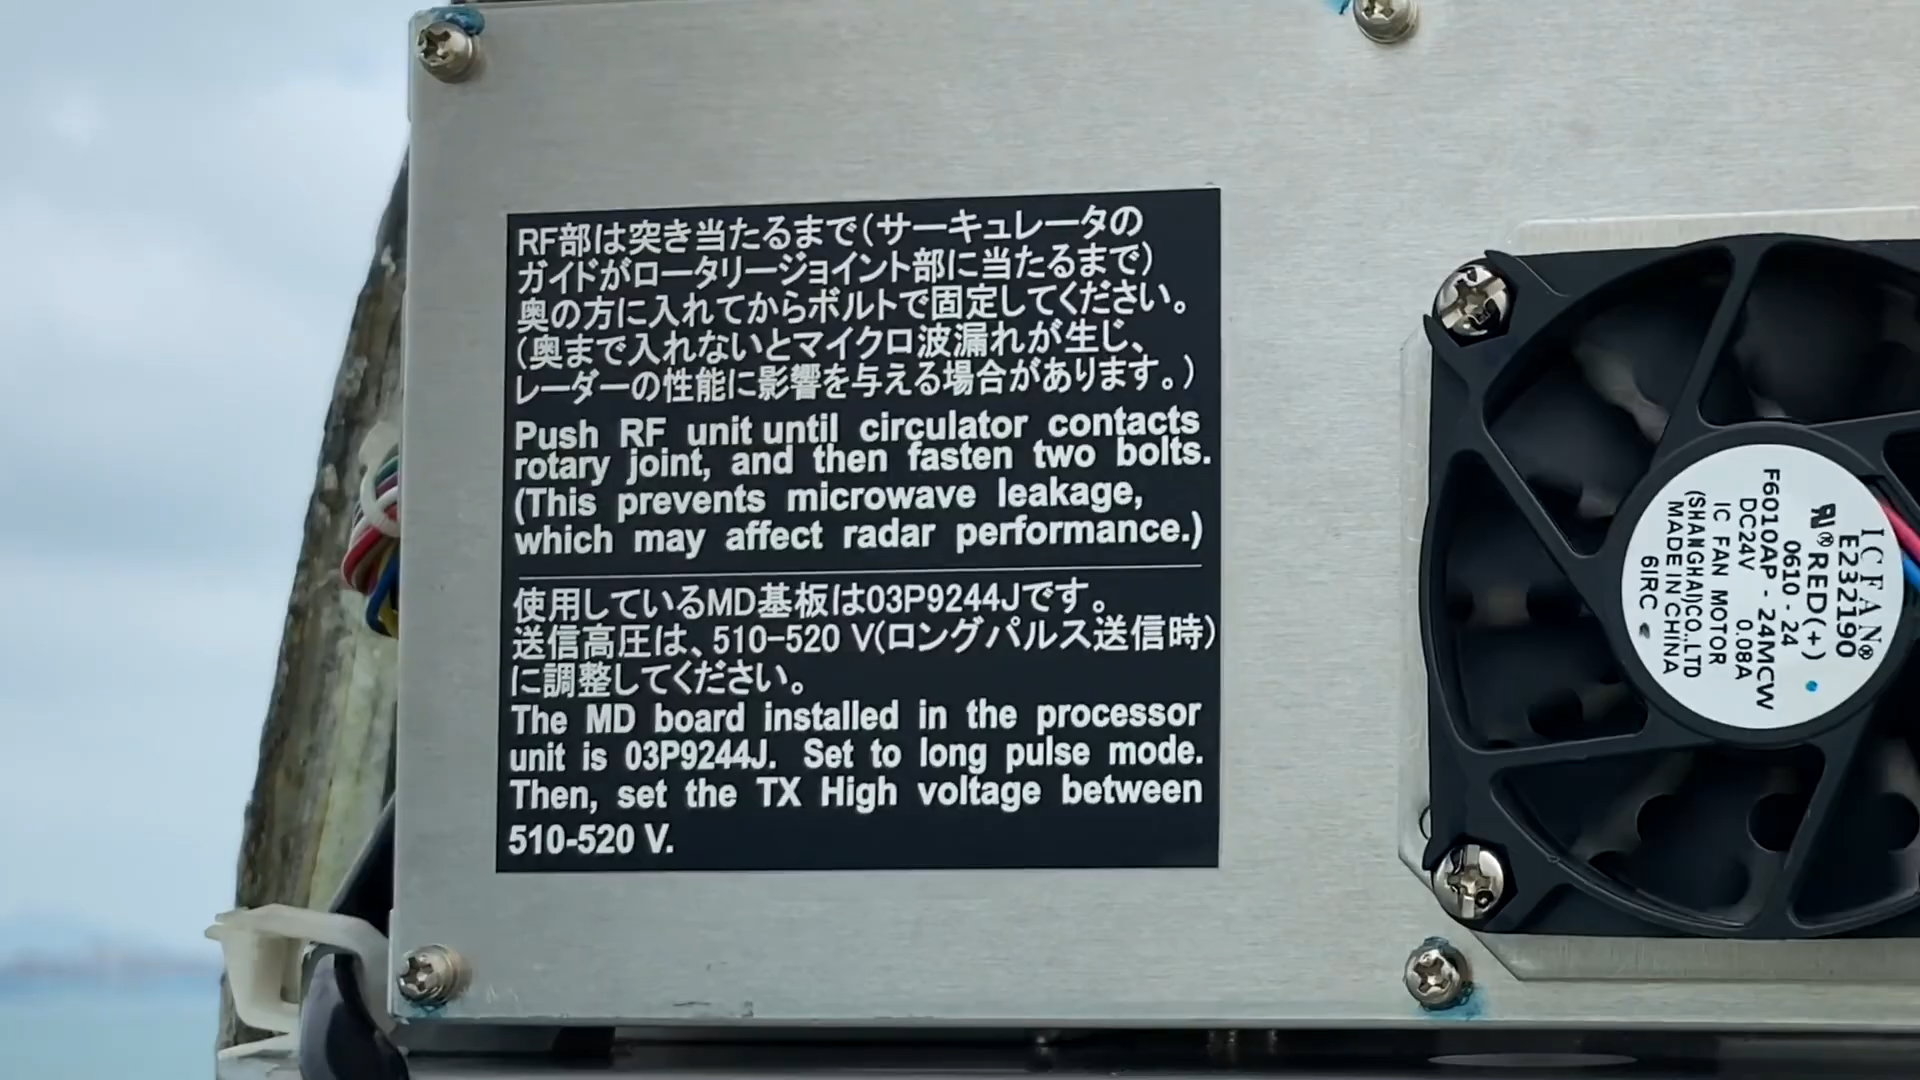 RF部は突き当たるまで（サーキュレータの
ガイドがロータリージョイント部に当たるまで）
奥の方に入れてからボルトで固定してください。
（奥まで入れないとマイクロ波漏れが生じ、
レーダーの性能に影響を与える場合があります。）
Push RF unit until circulator contacts
rotary joint, and then fasten two bolts.
(This prevents microwave leakage,
which may affect radar performance.)
使用しているMD基板は03P9244Jです。
送信高圧は、510-520 V(ロングパルス送信時)
に調整してください。
The MD board installed in the processor
unit is 03P9244J. Set to long pulse mode.
Then, set the TX High voltage between
510-520 V.
ICFAN®
E232190
®RED(+)
0610-24
F6010AP-24MCW
DC24V 0.08A
IC FAN MOTOR
(SHANGHAI)CO.,LTD
MADE IN CHINA
6IRC